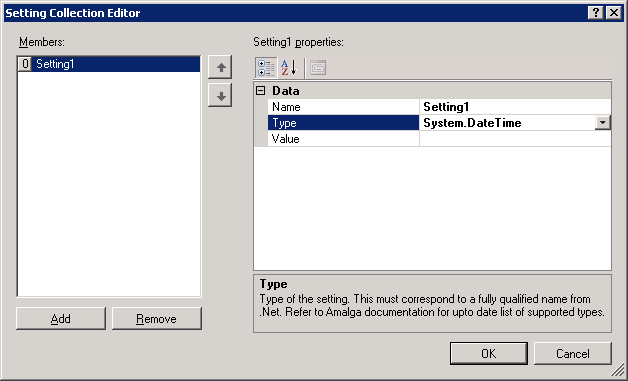 Setting Collection Editor
Members:
0 Setting1
Setting1 properties:
Data
Name Setting1
Type System.DateTime
Value
Type
Type of the setting. This must correspond to a fully qualified name from
.Net. Refer to Amalga documentation for upto date list of supported types.
Add Remove
OK Cancel